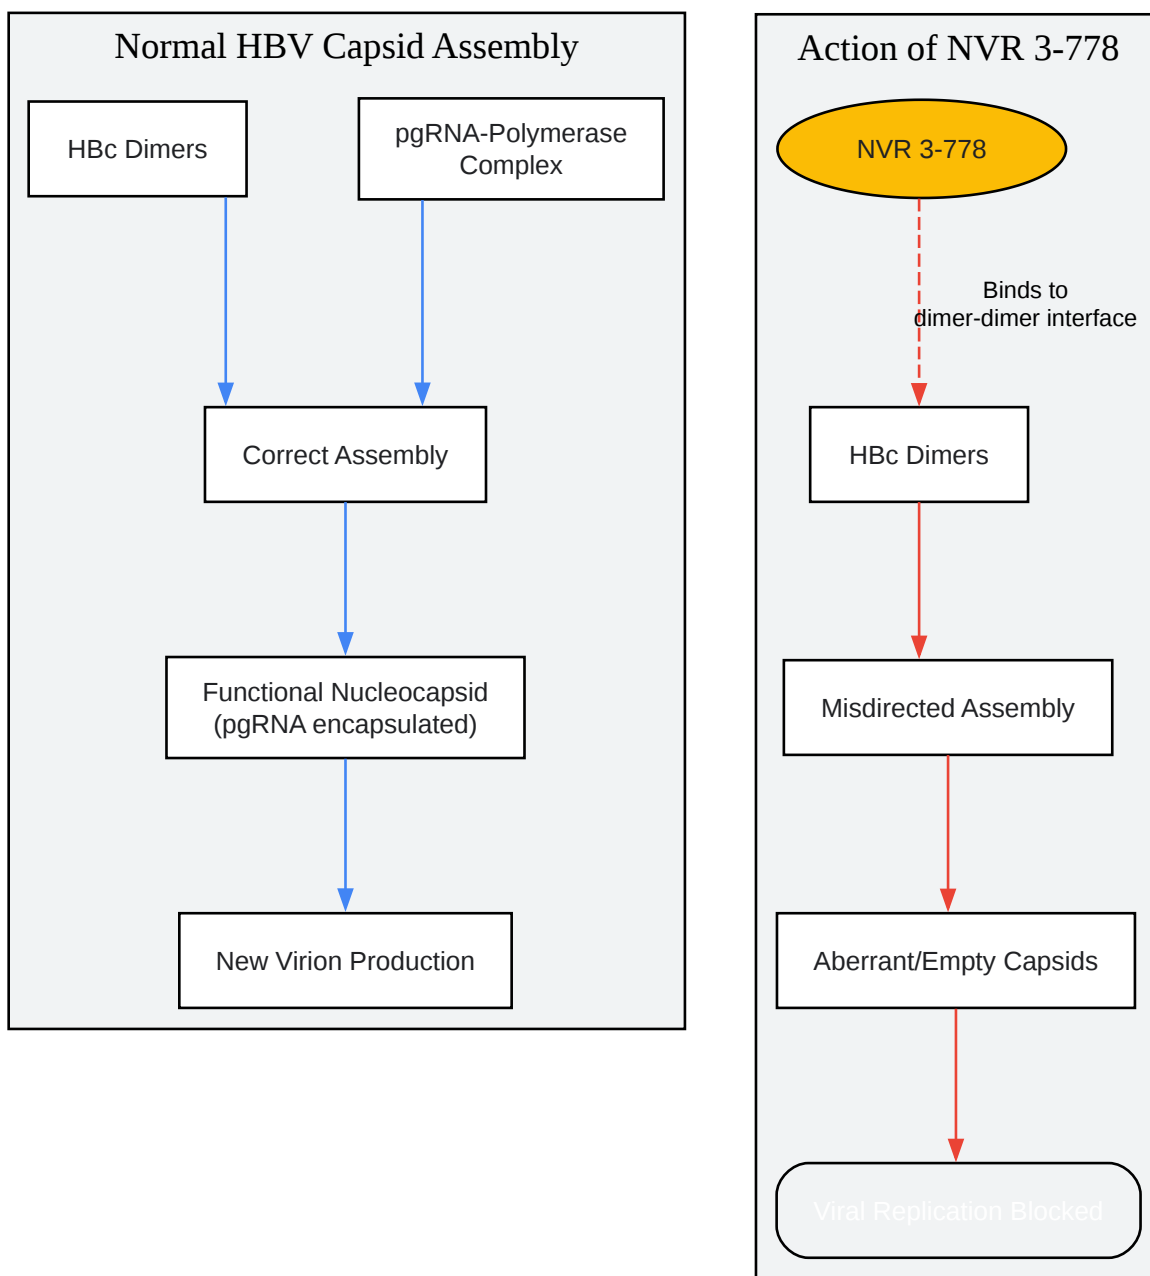 Normal HBV Capsid Assembly
HBc Dimers
pgRNA-Polymerase
Complex
Correct Assembly
Functional Nucleocapsid
(pgRNA encapsulated)
New Virion Production
Action of NVR 3-778
NVR 3-778
Binds to
dimer-dimer interface
HBc Dimers
Misdirected Assembly
Aberrant/Empty Capsids
Viral Replication Blocked